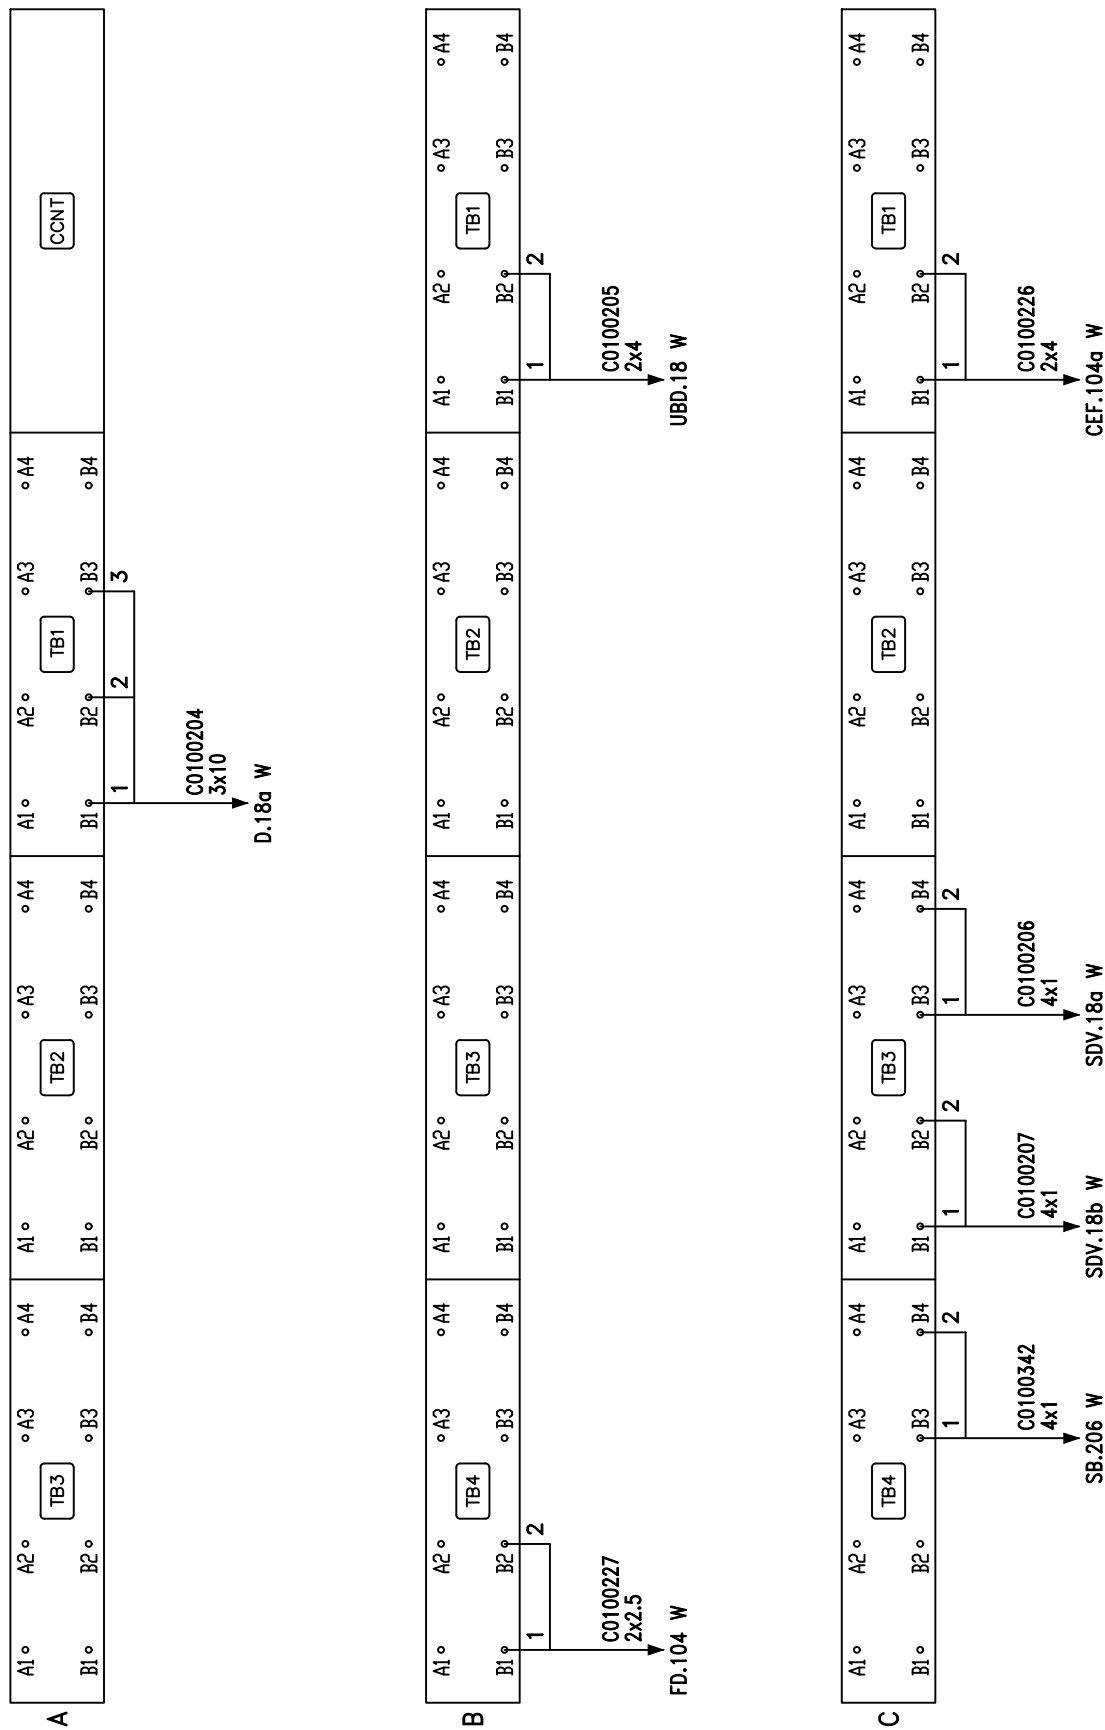 A
TB3
A1
A2
A3
A4
B1
B2
B3
B4
TB2
A1
A2
A3
A4
B1
B2
B3
B4
TB1
A1
A2
A3
A4
B1
B2
B3
B4
1
2
3
C0100204
3x10
D.18a W
CCNT
B
TB4
A1
A2
A3
A4
B1
B2
B3
B4
1
2
C0100227
2x2.5
FD.104 W
TB3
A1
A2
A3
A4
B1
B2
B3
B4
TB2
A1
A2
A3
A4
B1
B2
B3
B4
TB1
A1
A2
A3
A4
B1
B2
B3
B4
1
2
C0100205
2x4
UBD.18 W
C
TB4
A1
A2
A3
A4
B1
B2
B3
B4
1
2
C0100342
4x1
SB.206 W
TB3
A1
A2
A3
A4
B1
B2
B3
B4
1
2
C0100207
4x1
SDV.18b W
1
2
C0100206
4x1
SDV.18a W
TB2
A1
A2
A3
A4
B1
B2
B3
B4
TB1
A1
A2
A3
A4
B1
B2
B3
B4
1
2
C0100226
2x4
CEF.104a W